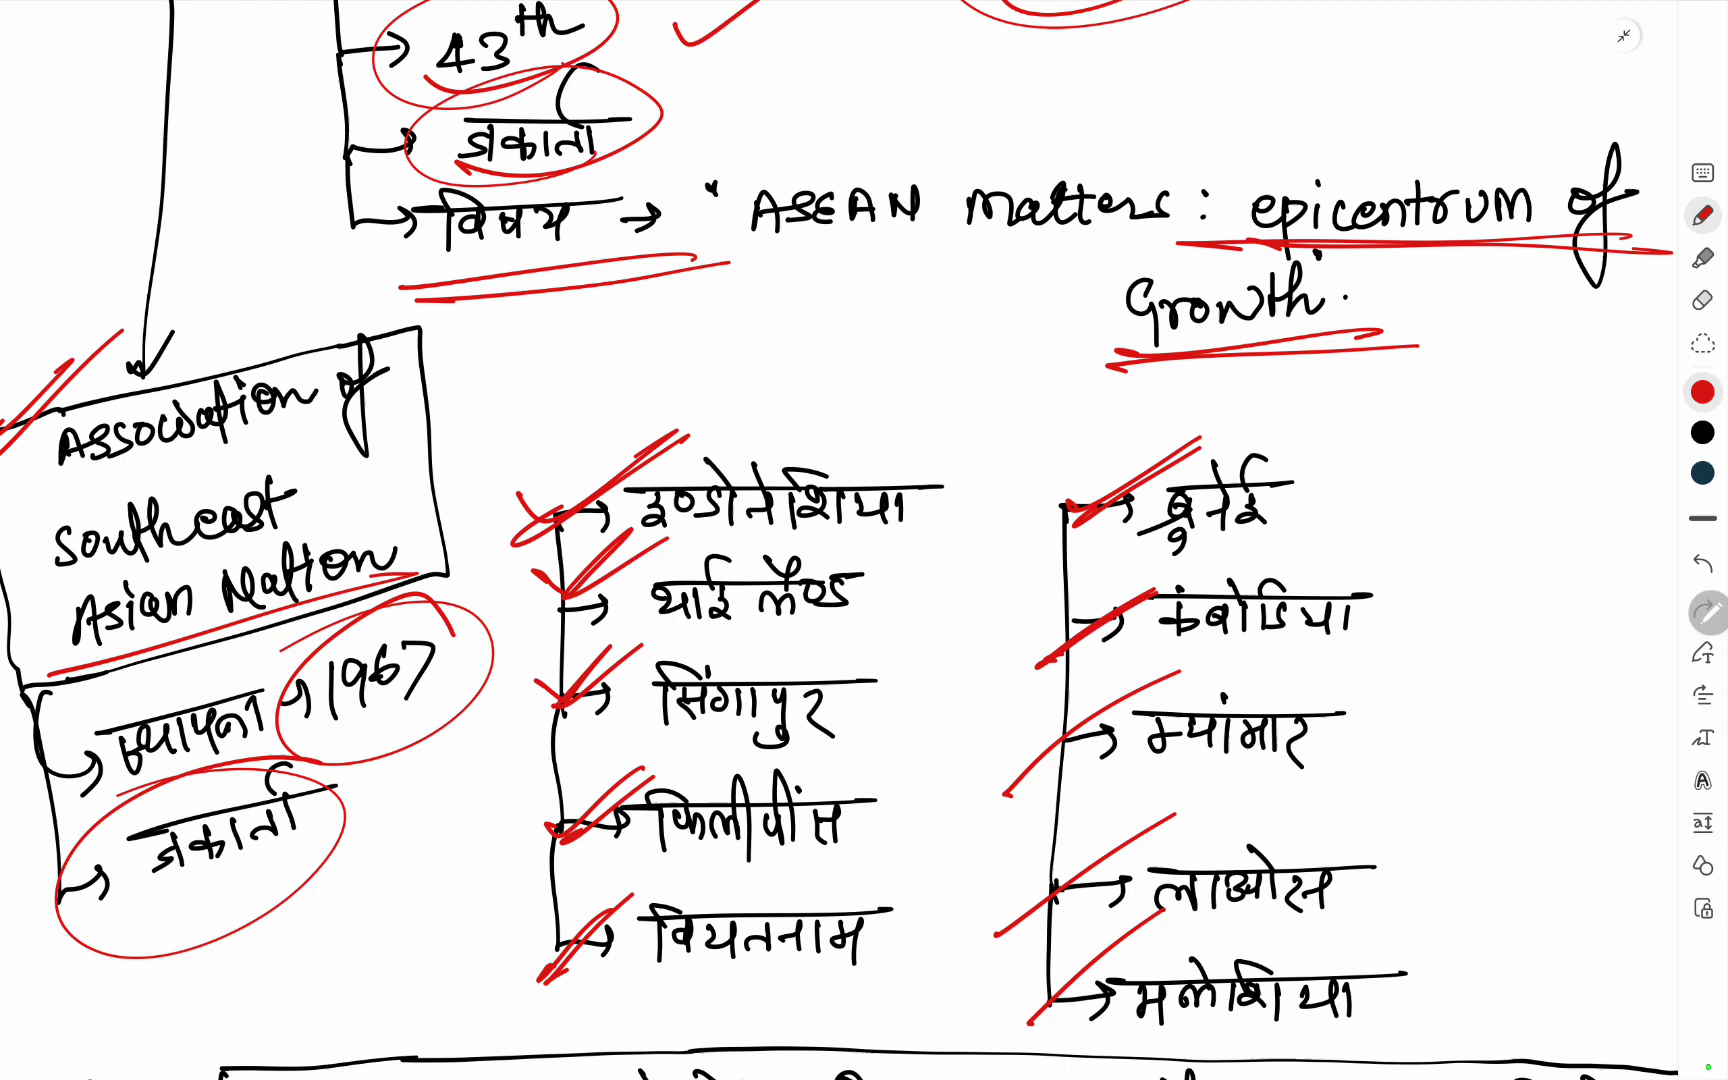 43th
जकार्ता
विषय → " ASEAN matters : epicentrum of
Growth.
Association of
Southeast
Asian Nation
स्थापना → 1967
जकार्ता
इण्डोनेशिया
थाईलैण्ड
सिंगापुर
फिलीपींस
वियतनाम
ब्रुनेई
कंबोडिया
म्यांमार
लाओस
मलेशिया